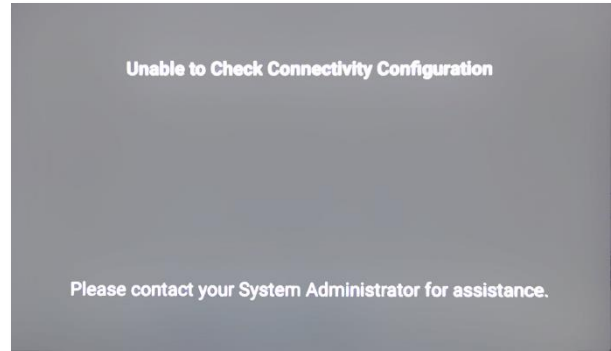 Unable to Check Connectivity Configuration
Please contact your System Administrator for assistance.